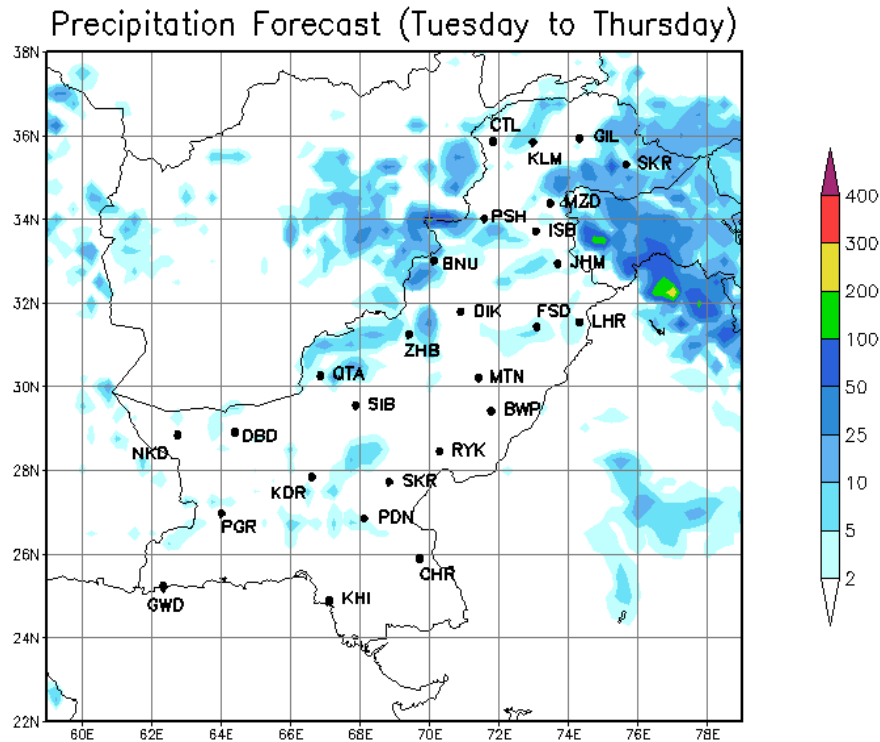 Precipitation Forecast (Tuesday to Thursday)
38N
36N
34N
32N
30N
28N
26N
24N
22N
60E 62E 64E 66E 68E 70E 72E 74E 76E 78E
CTL
GIL
KLM
SKR
MZD
PSH
ISB
BNU
JHM
DIK
FSD
LHR
ZHB
QTA
MTN
SIB
BWP
DBD
NKD
RYK
KDR
SKR
PGR
PDN
CHR
GWD
KHI
400
300
200
100
50
25
10
5
2